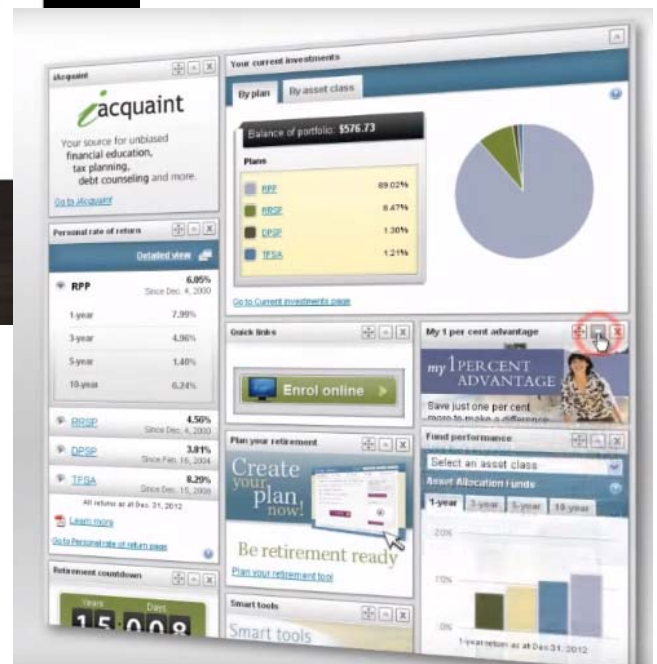 iAcquaint
iacquaint
Your source for unbiased
financial education,
tax planning,
debt counseling and more.
Go to iAcquaint
Personal rate of return
Detailed view
RPP 6.05%
Since Dec. 4, 2000
1-year 7.99%
3-year 4.96%
5-year 1.40%
10-year 6.24%
RRSP 4.56%
Since Dec. 4, 2000
DPSP 3.81%
Since Feb. 16, 2004
TFSA 8.29%
Since Dec. 15, 2008
All returns as at Dec. 31, 2012
Learn more
Go to Personal rate of return page
Retirement countdown
Years Days
15 008
Your current investments
By plan By asset class
Balance of portfolio: $576.73
Plans
RPP 89.02%
RRSP 8.47%
DPSP 1.30%
TFSA 1.21%
Go to Current investments page
Quick links
Enrol online
Plan your retirement
Create
your
plan
now!
Be retirement ready
Plan your retirement tool
Smart tools
Smart tools
My 1 per cent advantage
my 1 PERCENT
ADVANTAGE
Save just one per cent
more to make a difference
Fund performance
Select an asset class
Asset Allocation Funds
1-year 3-year 5-year 10-year
20%
10%
0%
1-year return as at Dec 31, 2012